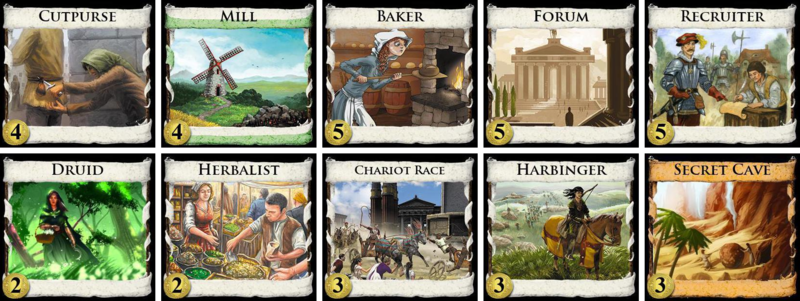 CUTPURSE
MILL
BAKER
FORUM
RECRUITER
4
4
5
5
5
DRUID
HERBALIST
CHARIOT RACE
HARBINGER
SECRET CAVE
2
2
3
3
3